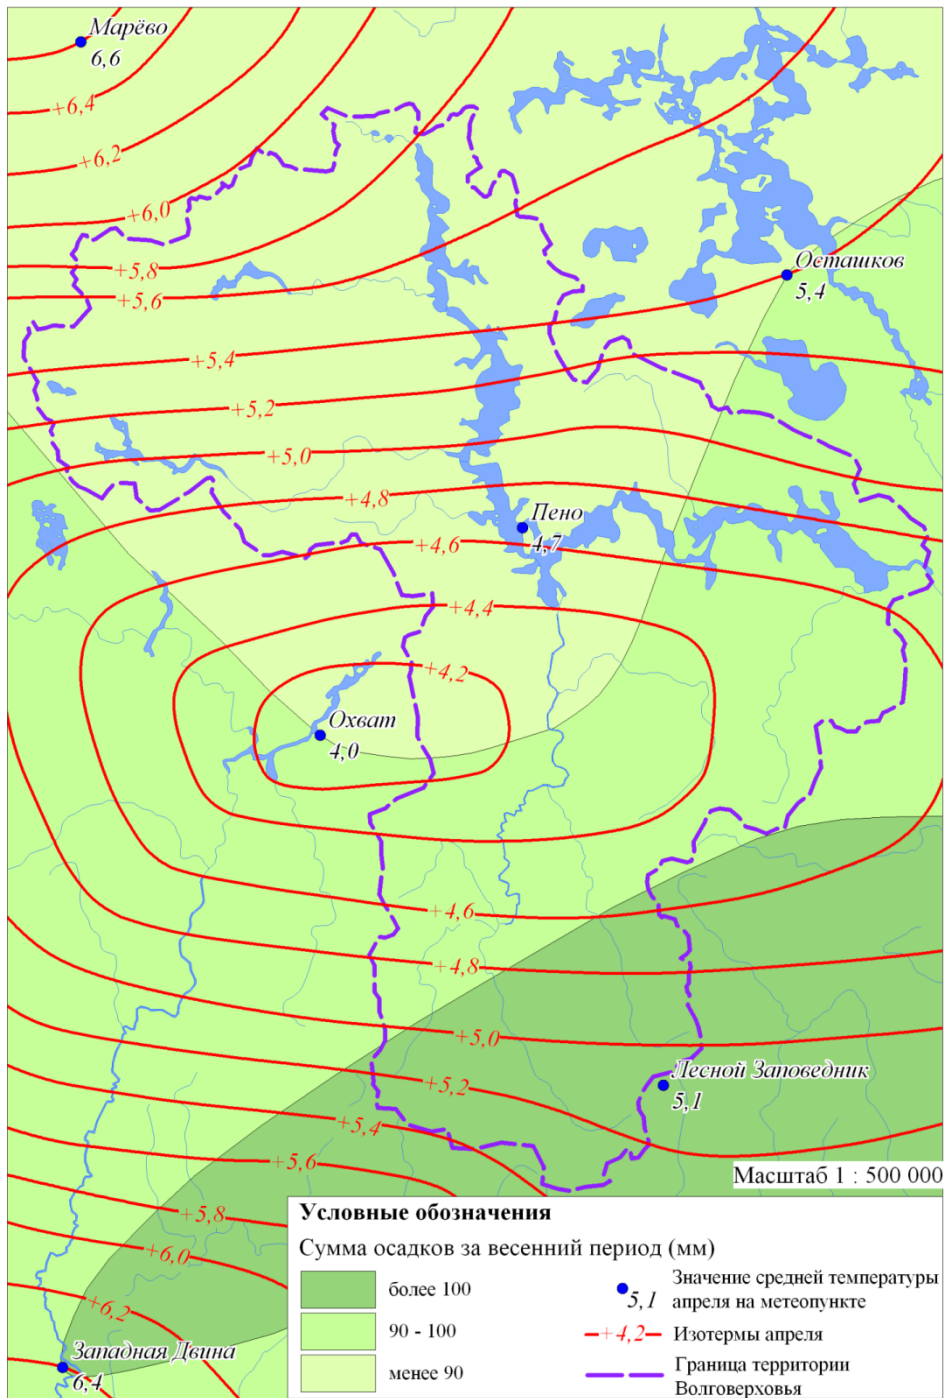 Марёво
6,6
+6,4
+6,2
+6,0
+5,8
+5,6
Осташков
5,4
+5,4
+5,2
+5,0
+4,8
Пено
4,7
+4,6
+4,4
+4,2
Охват
4,0
+4,6
+4,8
+5,0
+5,2
Лесной Заповедник
5,1
+5,4
+5,6
+5,8
+6,0
+6,2
Западная Двина
6,4
Масштаб 1 : 500 000
Условные обозначения
Сумма осадков за весенний период (мм)
более 100
90 - 100
менее 90
5,1
Значение средней температуры
апреля на метеопункте
+4,2
Изотермы апреля
Граница территории
Волговерховья